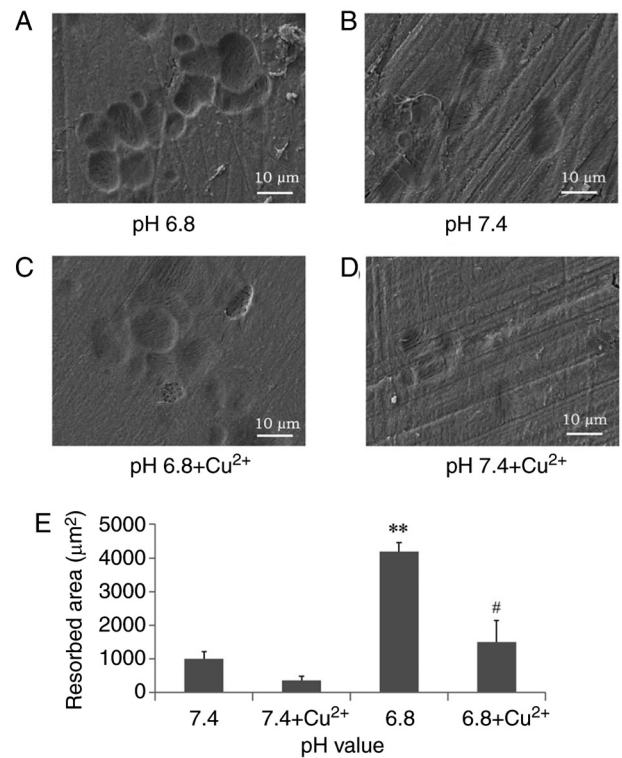 A
B
10 µm
10 µm
pH 6.8
pH 7.4
C
D
10 µm
10 µm
pH 6.8+Cu²⁺
pH 7.4+Cu²⁺
E
Resorbed area (µm²)
5000
4000
3000
2000
1000
0
**
#
7.4
7.4+Cu²⁺
6.8
6.8+Cu²⁺
pH value